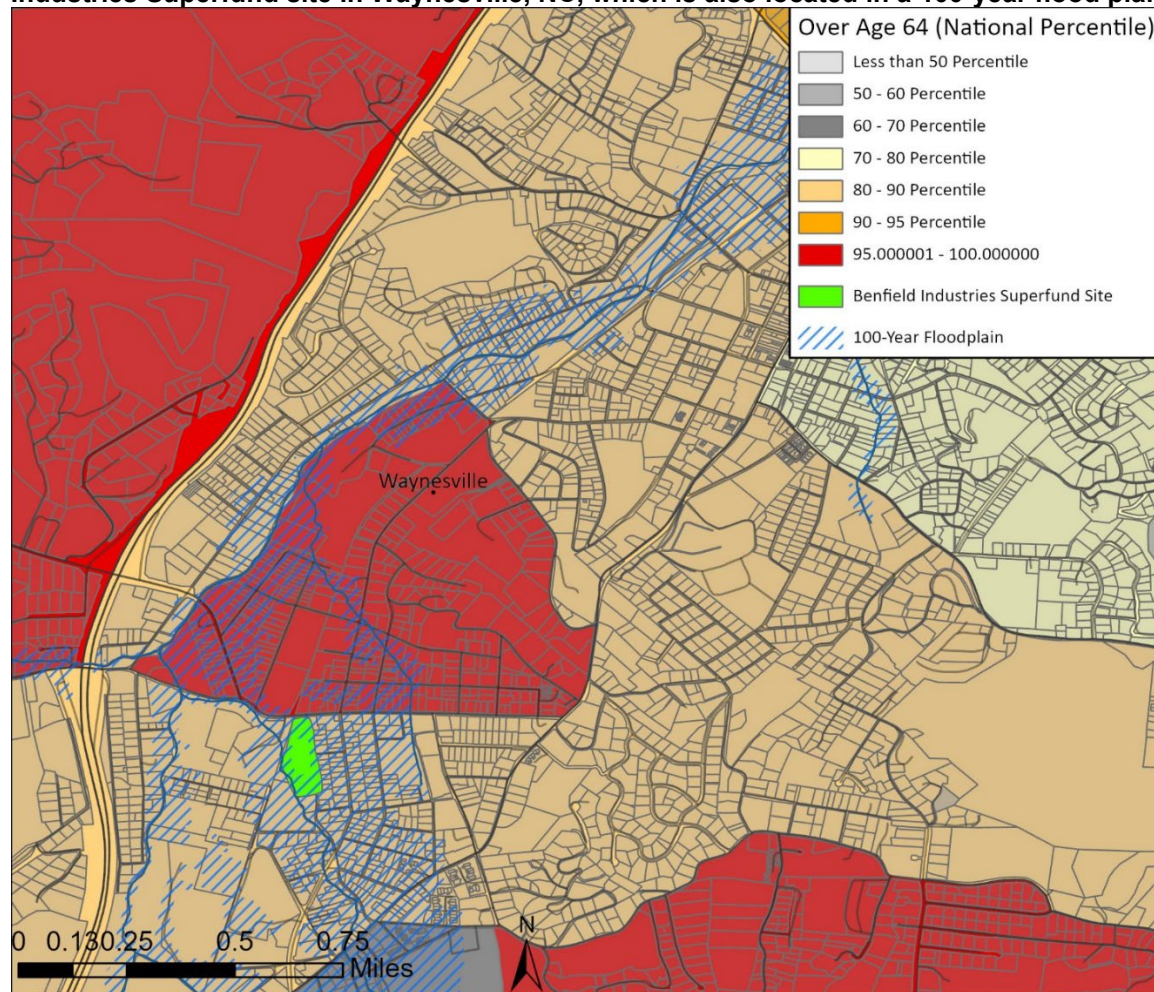 Industries Superfund site in Waynesville, NC, which is also located in a 100-year flood plain
Over Age 64 (National Percentile)
Less than 50 Percentile
50 - 60 Percentile
60 - 70 Percentile
70 - 80 Percentile
80 - 90 Percentile
90 - 95 Percentile
95.000001 - 100.000000
Benfield Industries Superfund Site
100-Year Floodplain
Waynesville
N
0 0.130.25 0.5 0.75
Miles